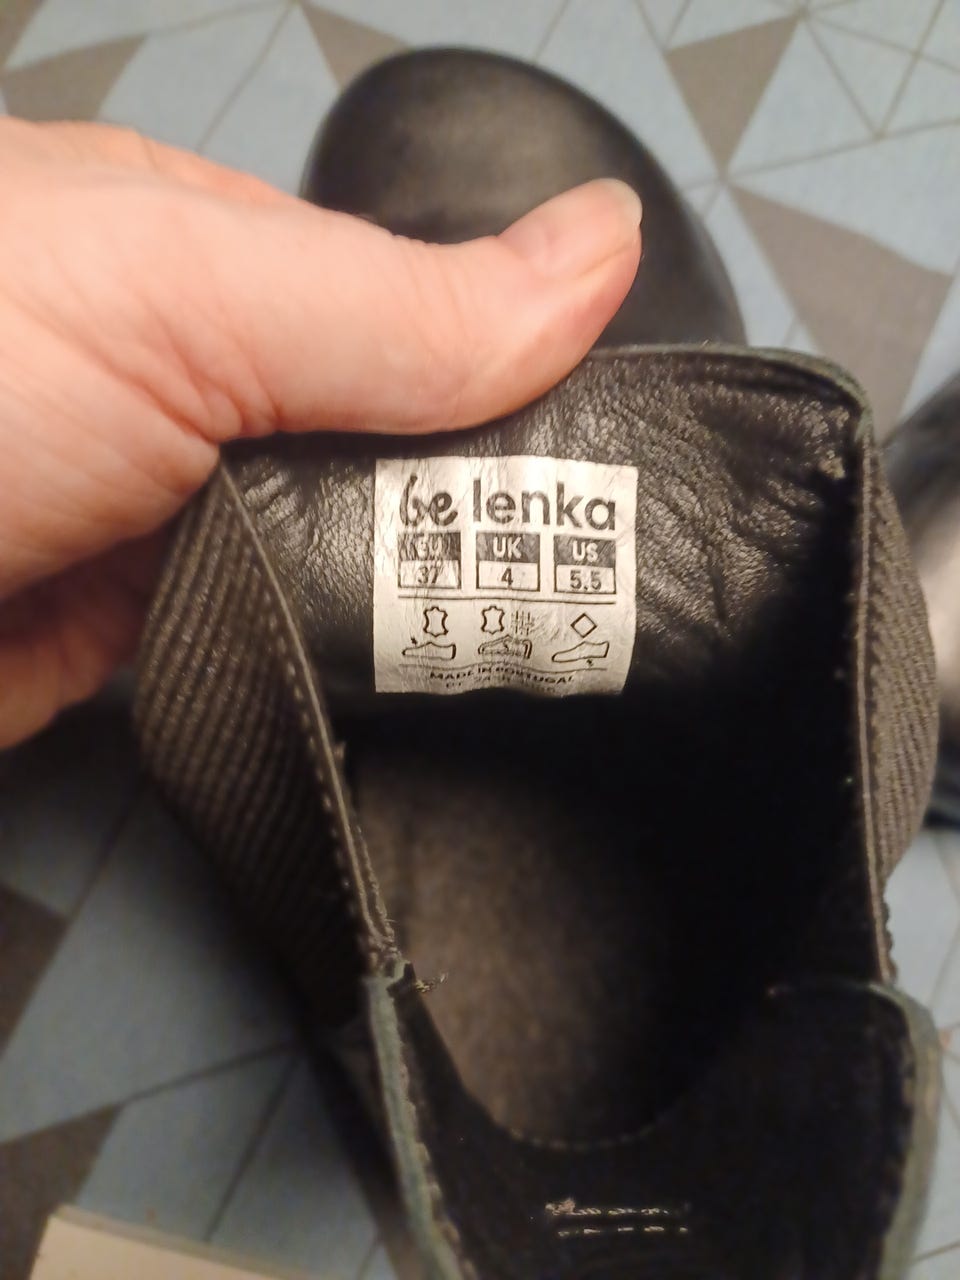 be lenka
EU UK US
37 4 5.5
MADE IN PORTUGAL